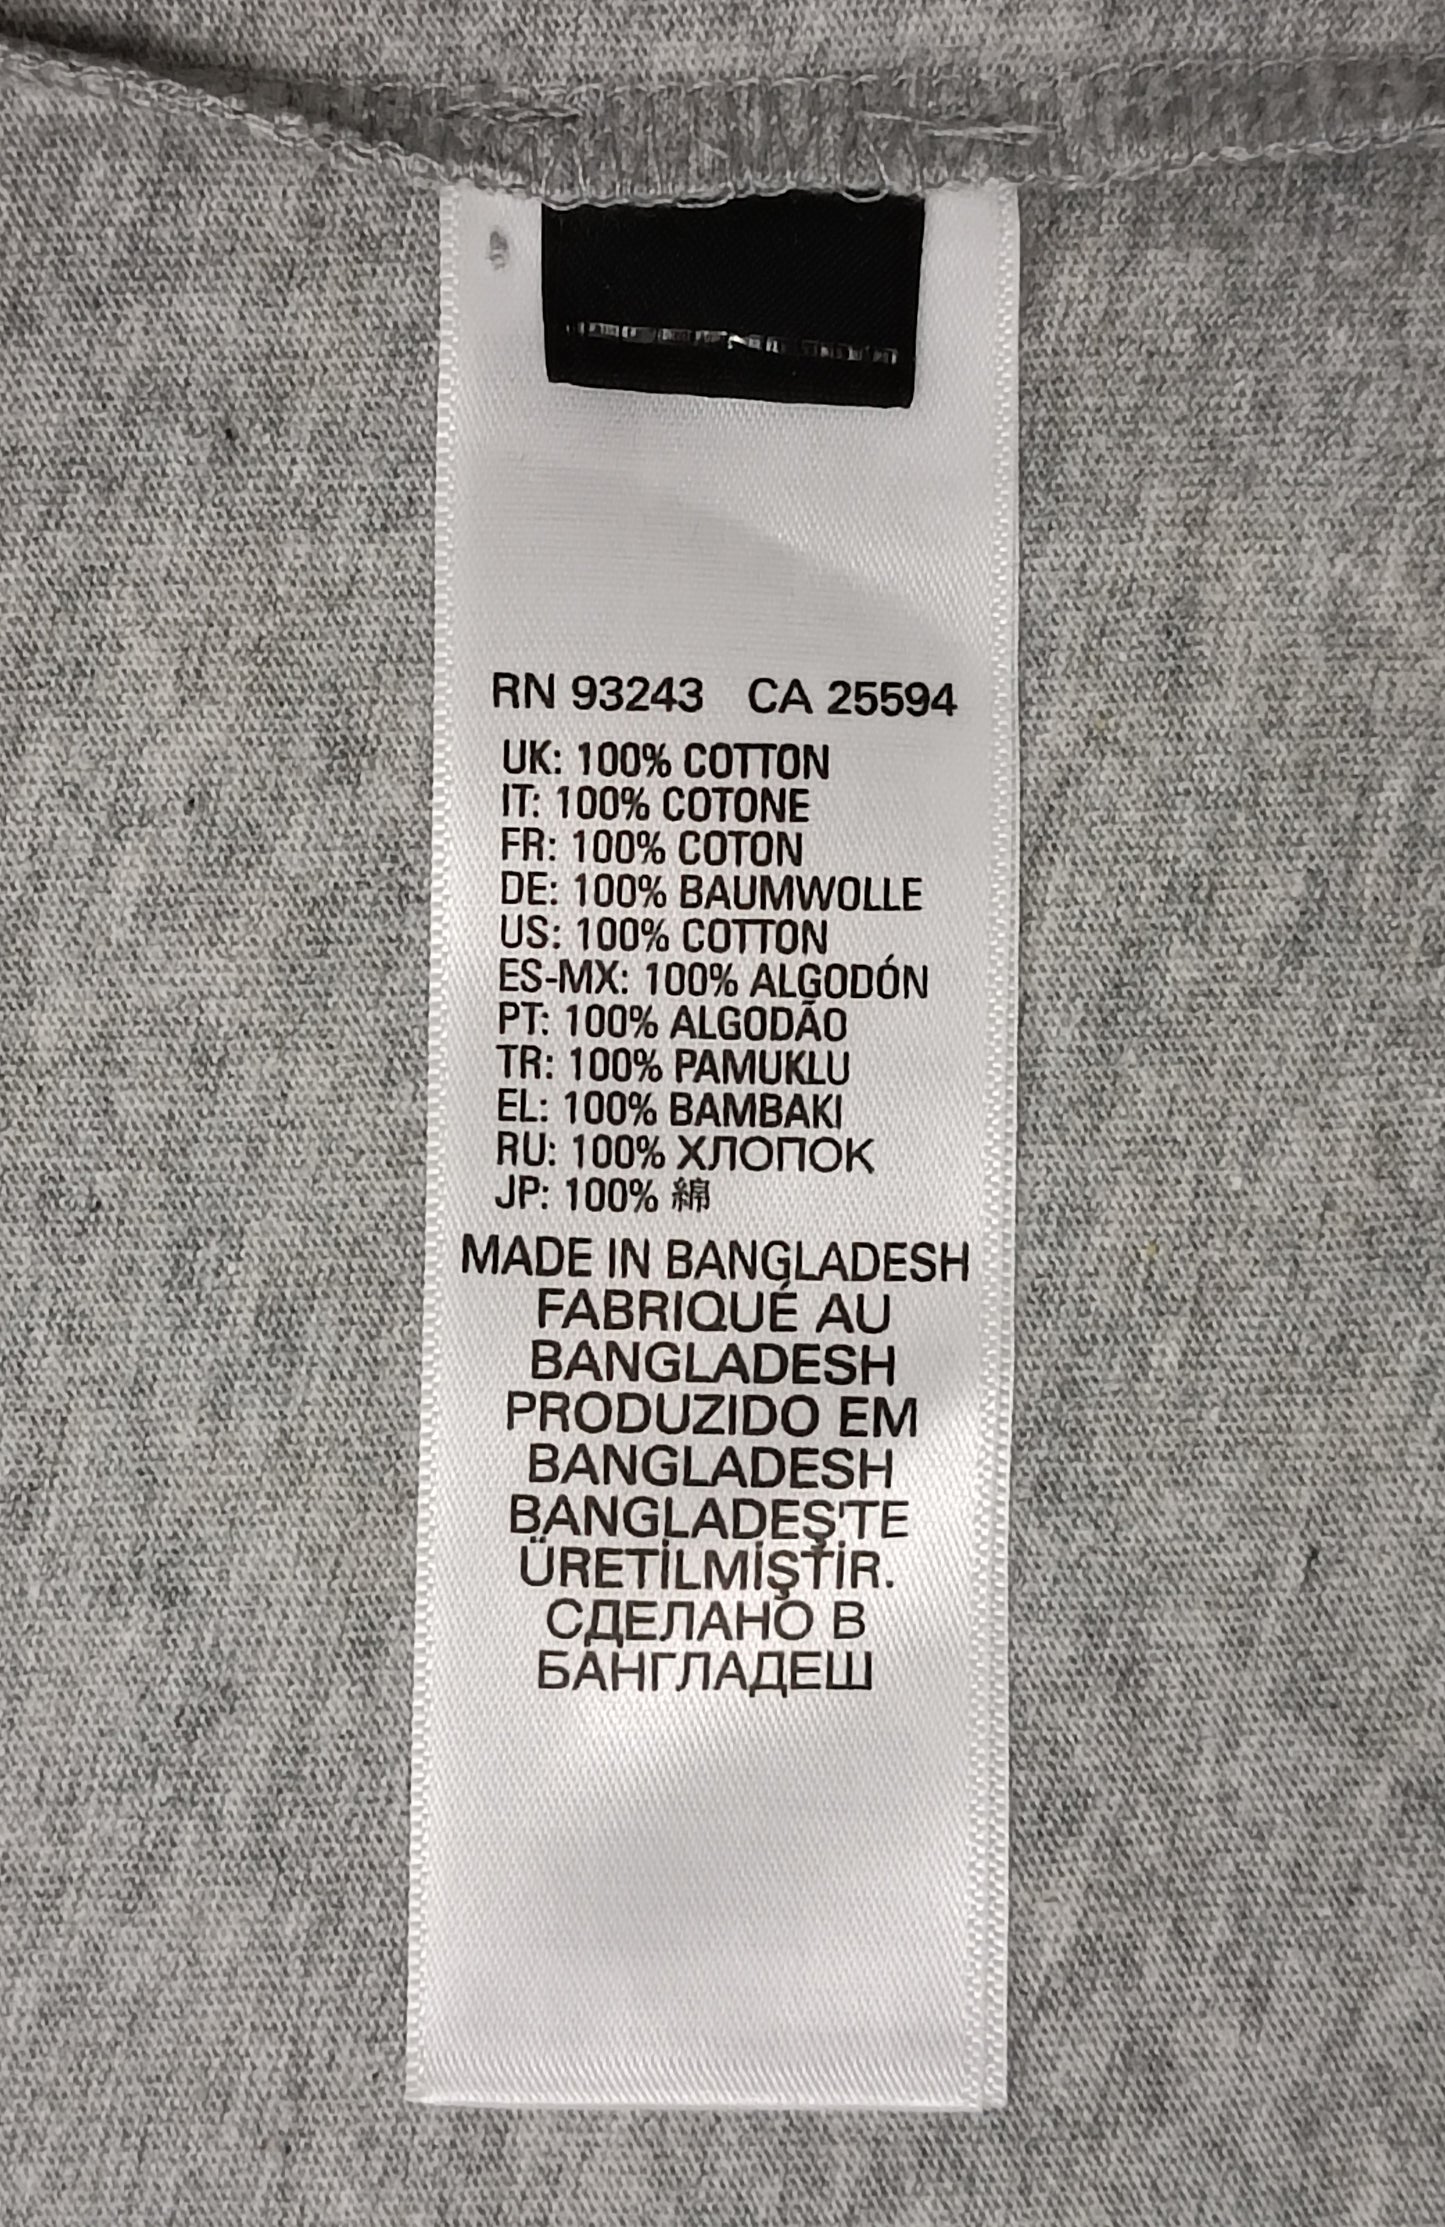 RN 93243 CA 25594
UK: 100% COTTON
IT: 100% COTONE
FR: 100% COTON
DE: 100% BAUMWOLLE
US: 100% COTTON
ES-MX: 100% ALGODÓN
PT: 100% ALGODÃO
TR: 100% PAMUKLU
EL: 100% BAMBAKI
RU: 100% ХЛОПОК
JP: 100% 綿
MADE IN BANGLADESH
FABRIQUÉ AU
BANGLADESH
PRODUZIDO EM
BANGLADESH
BANGLADEŞ'TE
ÜRETİLMİŞTİR.
СДЕЛАНО В
БАНГЛАДЕШ